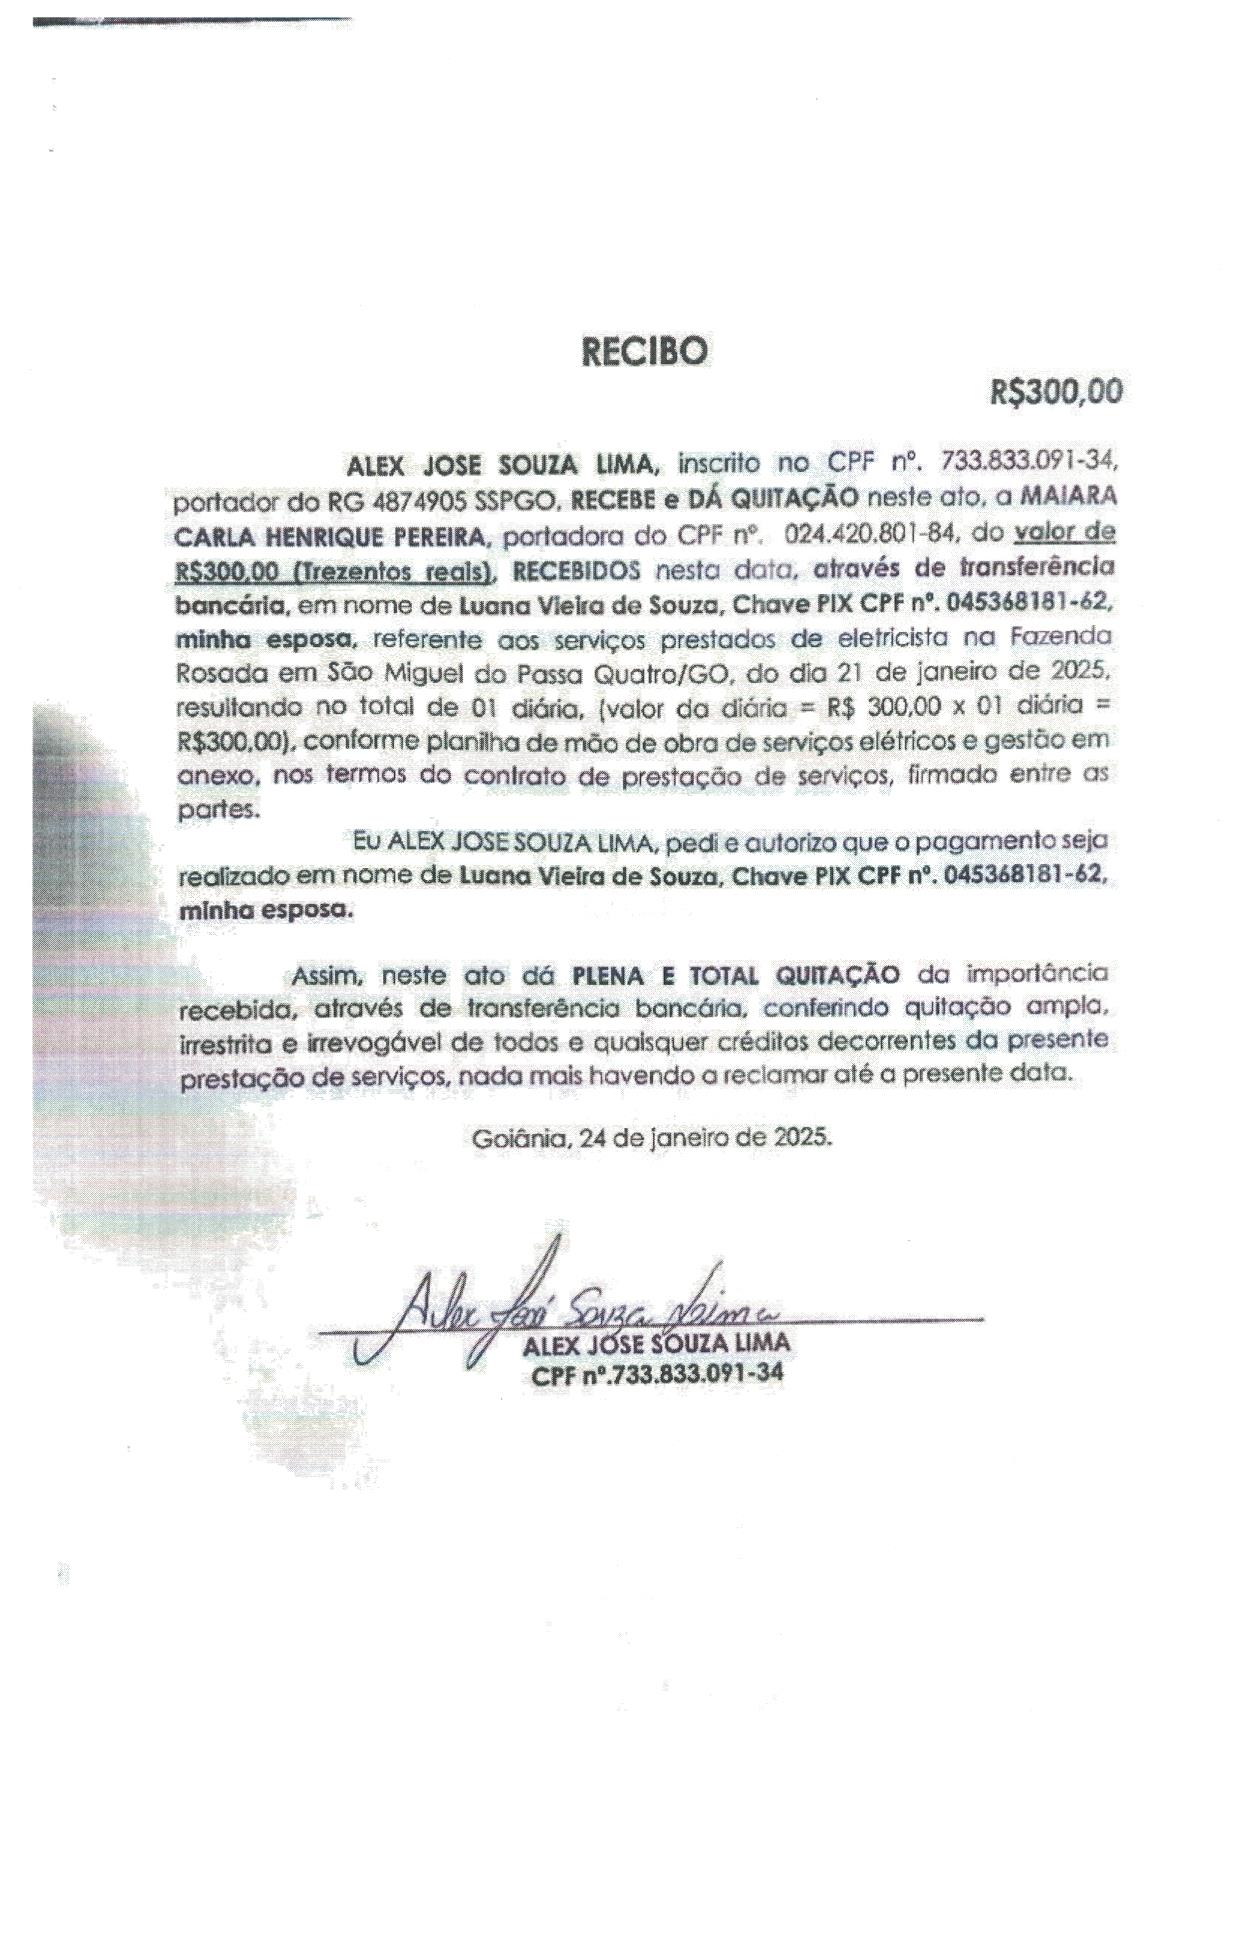 RECIBO
R$300,00
ALEX JOSE SOUZA LIMA, inscrito no CPF nº. 733.833.091-34,
portador do RG 4874905 SSPGO, RECEBE e DÁ QUITAÇÃO neste ato, a MAIARA
CARLA HENRIQUE PEREIRA, portadora do CPF nº. 024.420.801-84, do valor de
R$300,00 (Trezentos reais), RECEBIDOS nesta data, através de transferência
bancária, em nome de Luana Vieira de Souza, Chave PIX CPF nº. 045368181-62,
minha esposa, referente aos serviços prestados de eletricista na Fazenda
Rosada em São Miguel do Passa Quatro/GO, do dia 21 de janeiro de 2025,
resultando no total de 01 diária, (valor da diária = R$ 300,00 x 01 diária =
R$300,00), conforme planilha de mão de obra de serviços elétricos e gestão em
anexo, nos termos do contrato de prestação de serviços, firmado entre as
partes.
Eu ALEX JOSE SOUZA LIMA, pedi e autorizo que o pagamento seja
realizado em nome de Luana Vieira de Souza, Chave PIX CPF nº. 045368181-62,
minha esposa.
Assim, neste ato dá PLENA E TOTAL QUITAÇÃO da importância
recebida, através de transferência bancária, conferindo quitação ampla,
irrestrita e irrevogável de todos e quaisquer créditos decorrentes da presente
prestação de serviços, nada mais havendo a reclamar até a presente data.
Goiânia, 24 de janeiro de 2025.
Alex José Souza Lima
ALEX JOSE SOUZA LIMA
CPF nº.733.833.091-34